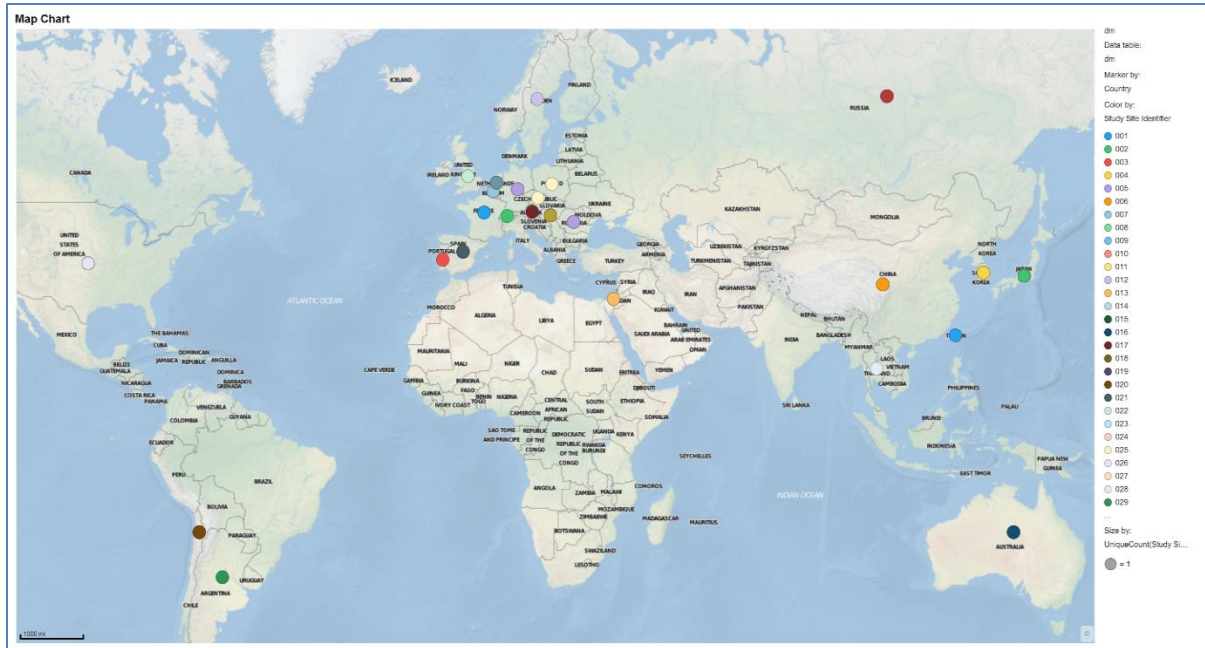 Map Chart
ICELAND
FINLAND
NORWAY
RUSSIA
ESTONIA
LATVIA
LITHUANIA
DENMARK
CANADA
UNITED
IRELAND
BELARUS
UKRAINE
SLOVAKIA
MOLDOVA
KAZAKHSTAN
MONGOLIA
SLOVENIA
CROATIA
ITALY
BULGARIA
ALBANIA
GREECE
SPAIN
PORTUGAL
UNITED
STATES
OF AMERICA
GEORGIA
ARMENIA
TURKEY
UZBEKISTAN
KYRGYZSTAN
TURKMENISTAN
TAJIKISTAN
NORTH
KOREA
KOREA
JAPAN
CHINA
CYPRUS
SYRIA
TUNISIA
MOROCCO
IRAQ
IRAN
AFGHANISTAN
ATLANTIC OCEAN
ALGERIA
LIBYA
EGYPT
KUWAIT
PAKISTAN
NEPAL
BHUTAN
MEXICO
THE BAHAMAS
CUBA
BAHRAIN
SAUDI ARABIA
UNITED
ARAB EMIRATES
OMAN
INDIA
BANGLADESH
MYANMAR
LAOS
VIETNAM
DOMINICAN
REPUBLIC
JAMAICA
ANGUILLA
BELIZE
GUATEMALA
DOMINICA
NICARAGUA
BARBADOS
GRENADA
COSTA RICA
PANAMA
CAPE VERDE
MAURITANIA
MALI
NIGER
CHAD
SUDAN
ERITREA
YEMEN
DJIBOUTI
GAMBIA
BURKINA
FASO
GUINEA
BENIN
NIGERIA
TOGO
IVORY COAST
CAMEROON
CENTRAL
AFRICAN
REPUBLIC
SOUTH
SUDAN
ETHIOPIA
SOMALIA
CAMBODIA
PHILIPPINES
SRI LANKA
PALAU
VENEZUELA
GUYANA
COLOMBIA
ECUADOR
SAO TOME
AND PRINCIPE
REPUBLIC
OF THE
CONGO
DEMOCRATIC
REPUBLIC
OF THE
CONGO
UGANDA
KENYA
RWANDA
BURUNDI
SEYCHELLES
BRUNEI
INDONESIA
EAST TIMOR
PAPUA NEW
GUINEA
PERU
BRAZIL
BOLIVIA
PARAGUAY
ANGOLA
ZAMBIA
MALAWI
COMOROS
MOZAMBIQUE
ZIMBABWE
MADAGASCAR
MAURITIUS
INDIAN OCEAN
BOTSWANA
SWAZILAND
LESOTHO
AUSTRALIA
ARGENTINA
URUGUAY
CHILE
1000 mi
dm
Data table:
dm
Marker by:
Country
Color by:
Study Site Identifier
001
002
003
004
005
006
007
008
009
010
011
012
013
014
015
016
017
018
019
020
021
022
023
024
025
026
027
028
029
...
Size by:
UniqueCount(Study Si...
= 1